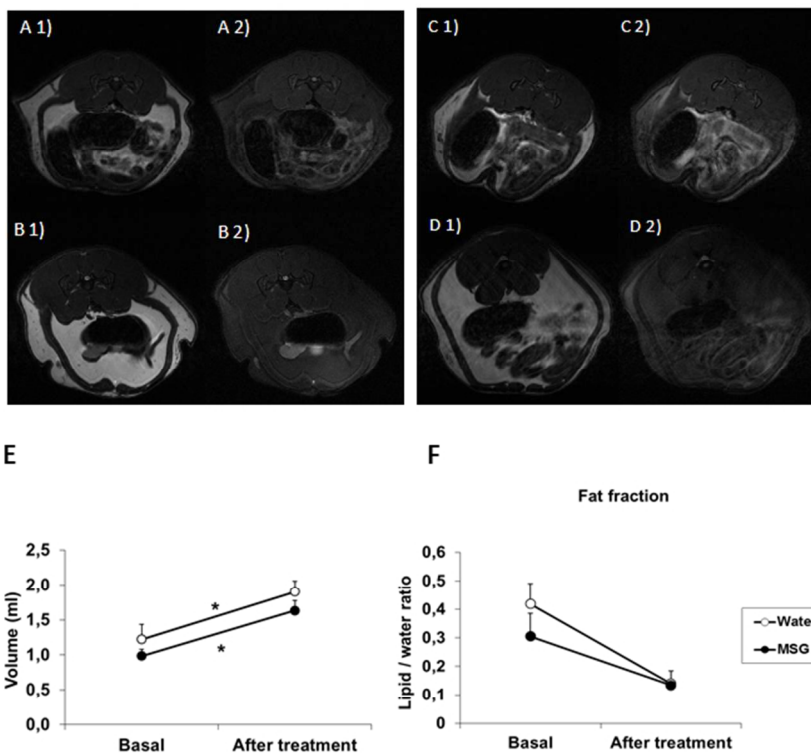 A 1)
A 2)
C 1)
C 2)
B 1)
B 2)
D 1)
D 2)
E
F
Fat fraction
Volume (ml)
2,5
2,0
1,5
1,0
0,5
0,0
*
*
Basal
After treatment
Lipid / water ratio
0,6
0,5
0,4
0,3
0,2
0,1
0
Basal
After treatment
Wate
MSG